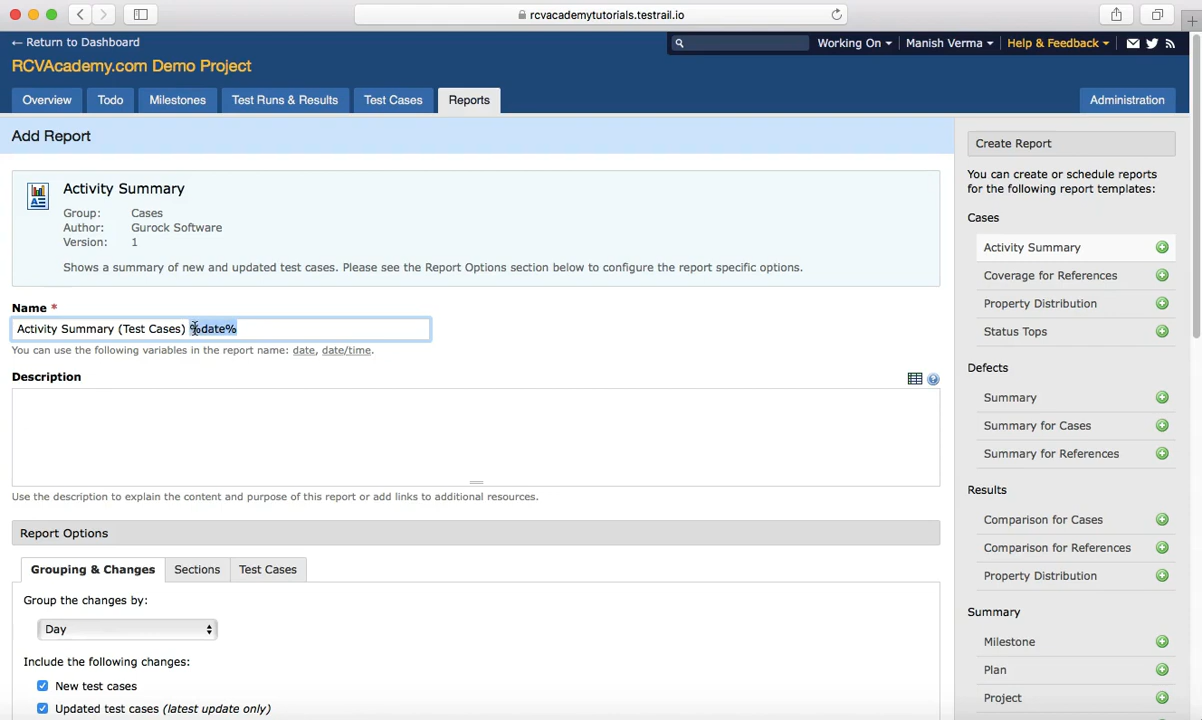 rcvacademytutorials.testrail.io
← Return to Dashboard
Working On
Manish Verma
Help & Feedback
RCVAcademy.com Demo Project
Overview
Todo
Milestones
Test Runs & Results
Test Cases
Reports
Administration
Add Report
Activity Summary
Group: Cases
Author: Gurock Software
Version: 1
Shows a summary of new and updated test cases. Please see the Report Options section below to configure the report specific options.
Name *
Activity Summary (Test Cases) %date%
You can use the following variables in the report name: date, date/time.
Description
Use the description to explain the content and purpose of this report or add links to additional resources.
Report Options
Grouping & Changes
Sections
Test Cases
Group the changes by:
Day
Include the following changes:
New test cases
Updated test cases (latest update only)
Create Report
You can create or schedule reports
for the following report templates:
Cases
Activity Summary
Coverage for References
Property Distribution
Status Tops
Defects
Summary
Summary for Cases
Summary for References
Results
Comparison for Cases
Comparison for References
Property Distribution
Summary
Milestone
Plan
Project